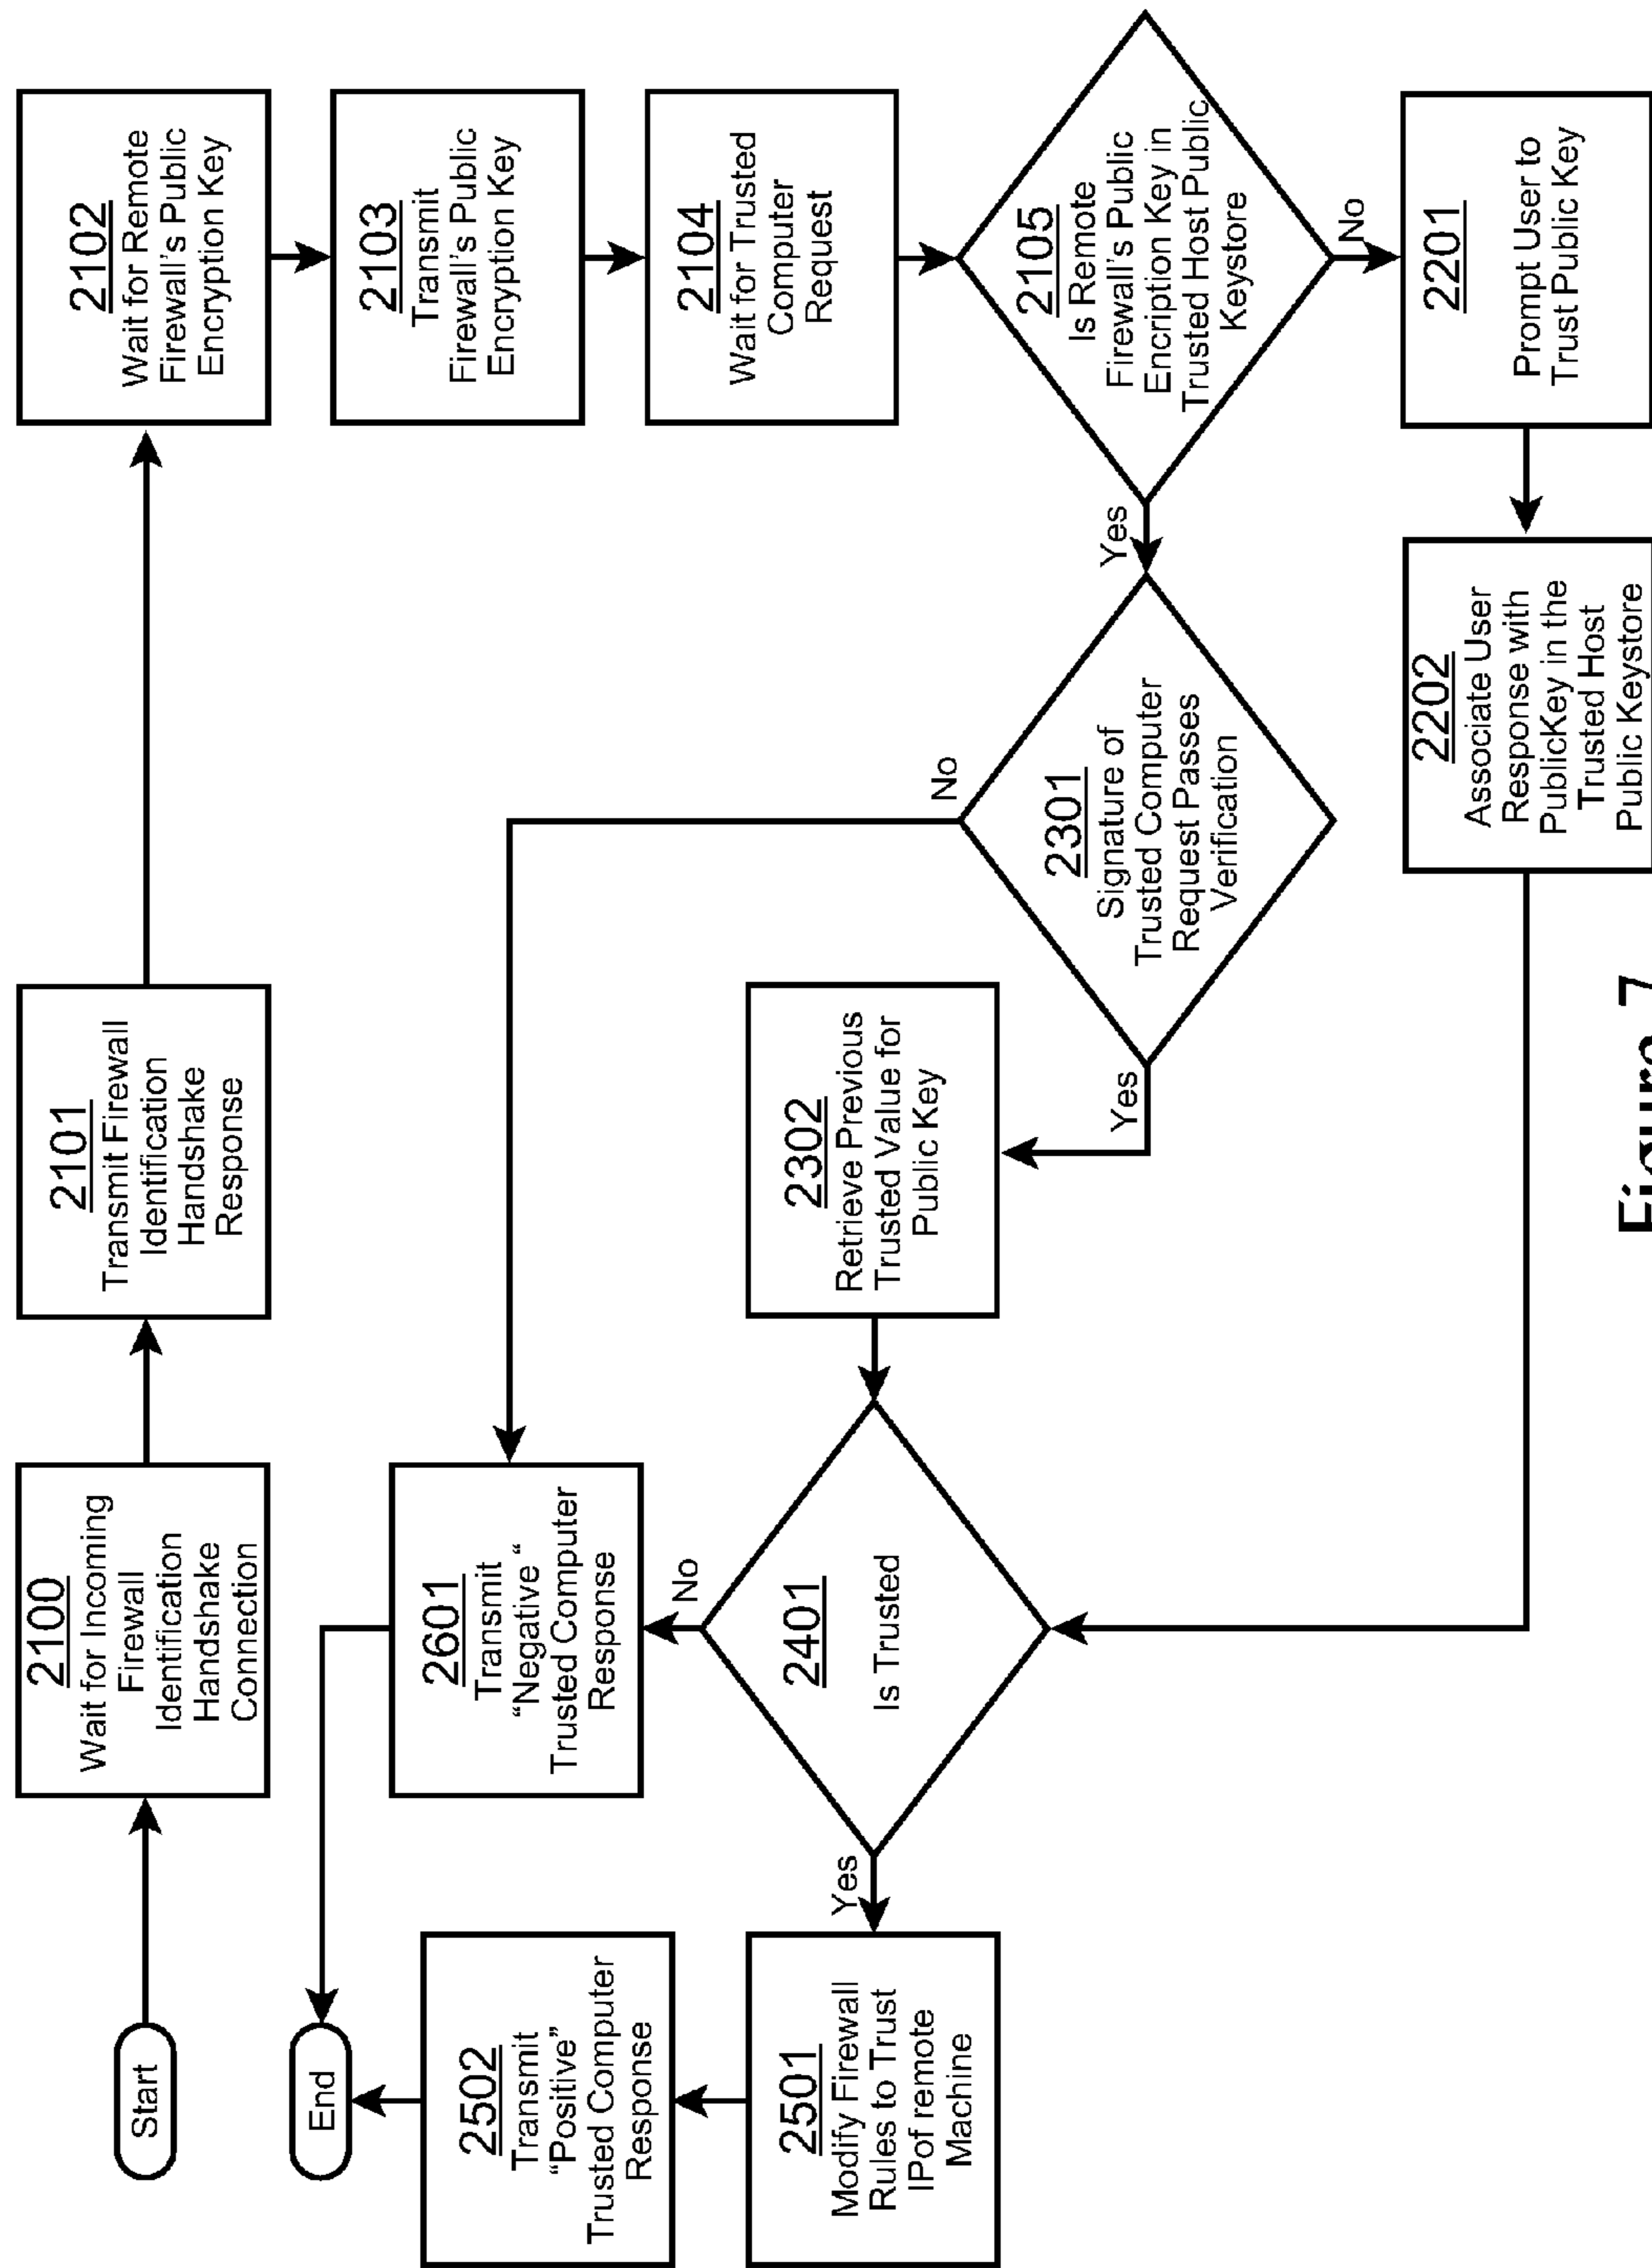 Start
2100
Wait for Incoming
Firewall
Identification
Handshake
Connection
2101
Transmit Firewall
Identification
Handshake
Response
2102
Wait for Remote
Firewall's Public
Encryption Key
2103
Transmit
Firewall's Public
Encryption Key
2104
Wait for Trusted
Computer
Request
2105
Is Remote
Firewall's Public
Encription Key in
Trusted Host Public
Keystore
Yes
No
2201
Prompt User to
Trust Public Key
2202
Associate User
Response with
PublicKey in the
Trusted Host
Public Keystore
2301
Signature of
Trusted Computer
Request Passes
Verification
No
Yes
2302
Retrieve Previous
Trusted Value for
Public Key
2401
Is Trusted
No
Yes
2601
Transmit
“Negative “
Trusted Computer
Response
2501
Modify Firewall
Rules to Trust
IPof remote
Machine
2502
Transmit
“Positive”
Trusted Computer
Response
End
Figure 7